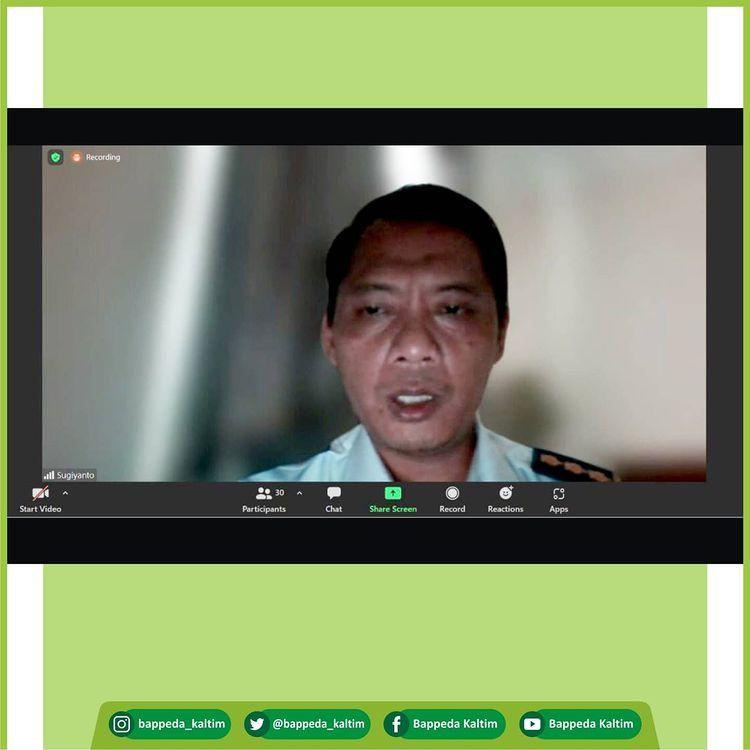 Recording
Sugiyanto
Start Video
Participants 30
Chat
Share Screen
Record
Reactions
Apps
bappeda_kaltim
@bappeda_kaltim
Bappeda Kaltim
Bappeda Kaltim